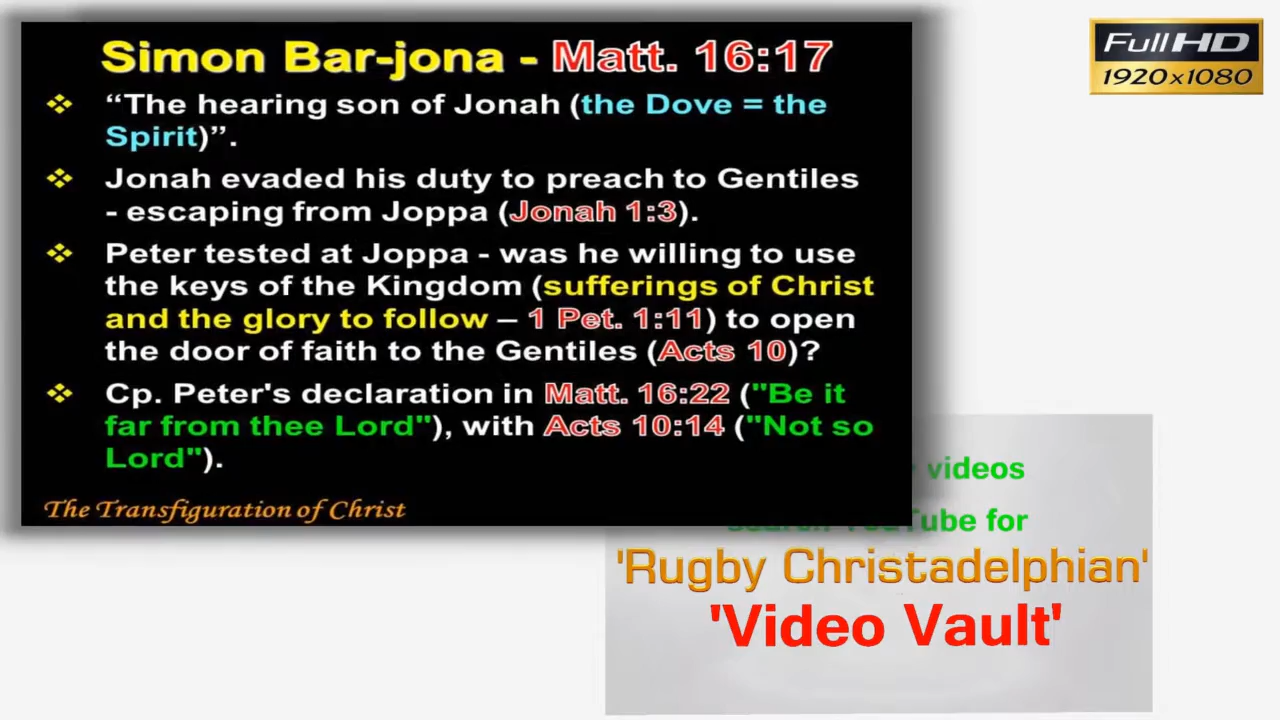 Simon Bar-jona - Matt. 16:17
“The hearing son of Jonah (the Dove = the
Spirit)”.
Jonah evaded his duty to preach to Gentiles
- escaping from Joppa (Jonah 1:3).
Peter tested at Joppa - was he willing to use
the keys of the Kingdom (sufferings of Christ
and the glory to follow – 1 Pet. 1:11) to open
the door of faith to the Gentiles (Acts 10)?
Cp. Peter's declaration in Matt. 16:22 ("Be it
far from thee Lord"), with Acts 10:14 ("Not so
Lord").
The Transfiguration of Christ
Full HD
1920x1080
videos
search YouTube for
'Rugby Christadelphian'
'Video Vault'